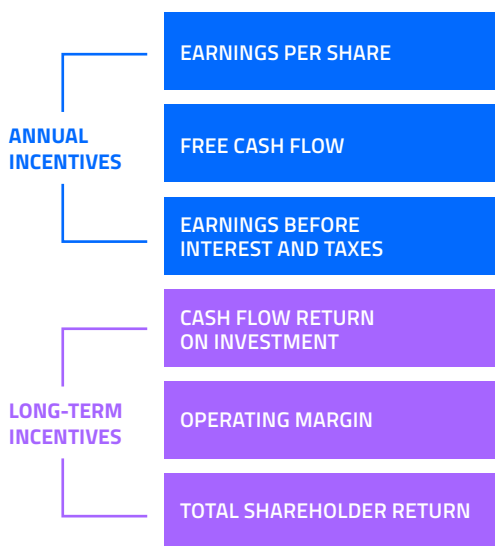 EARNINGS PER SHARE
ANNUAL
INCENTIVES
FREE CASH FLOW
EARNINGS BEFORE
INTEREST AND TAXES
CASH FLOW RETURN
ON INVESTMENT
LONG-TERM
INCENTIVES
OPERATING MARGIN
TOTAL SHAREHOLDER RETURN